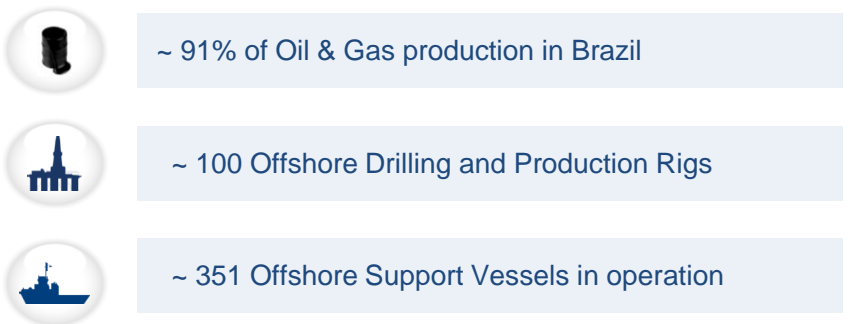 ~ 91% of Oil & Gas production in Brazil
~ 100 Offshore Drilling and Production Rigs
~ 351 Offshore Support Vessels in operation